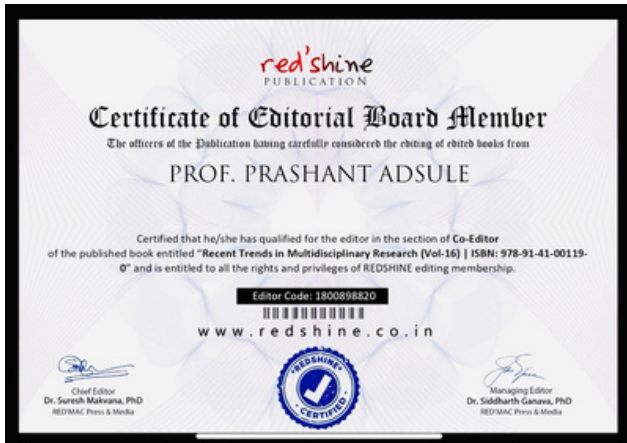 red'shine
PUBLICATION
Certificate of Editorial Board Member
The officers of the Publication having carefully considered the editing of edited books from
PROF. PRASHANT ADSULE
Certified that he/she has qualified for the editor in the section of Co-Editor
of the published book entitled "Recent Trends in Multidisciplinary Research (Vol-16) | ISBN: 978-91-41-00119-
0" and is entitled to all the rights and privileges of REDSHINE editing membership.
Editor Code: 1800898820
www.redshine.co.in
REDSHINE
CERTIFIED
Chief Editor
Dr. Suresh Makvana, PhD
RED'MAC Press & Media
Managing Editor
Dr. Siddharth Ganava, PhD
RED'MAC Press & Media